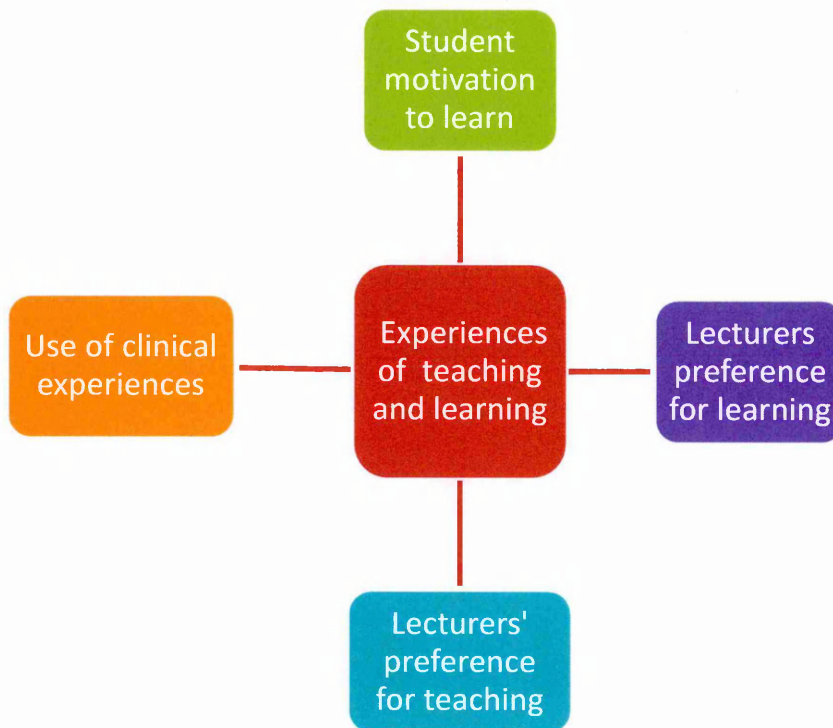 Student
motivation
to learn
Use of clinical
experiences
Experiences
of teaching
and learning
Lecturers
preference
for learning
Lecturers'
preference
for teaching